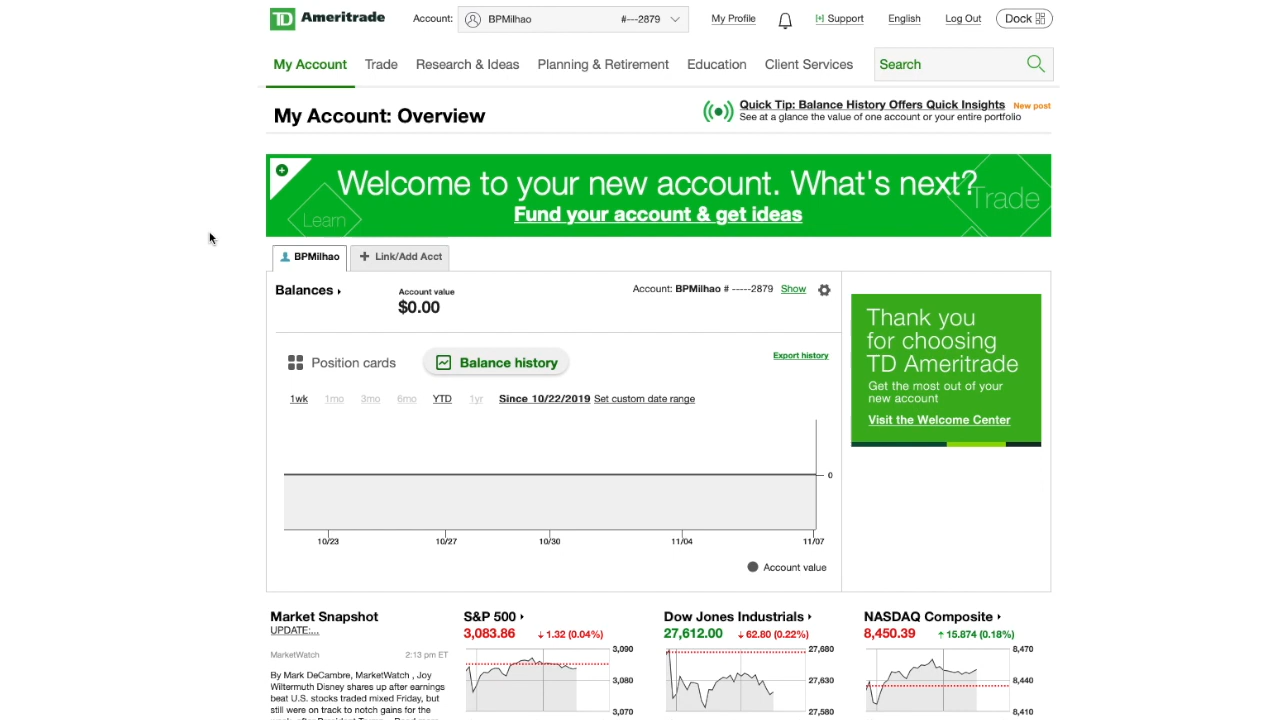 TD Ameritrade
Account: BPMilhao #---2879 My Profile Support English Log Out Dock
My Account Trade Research & Ideas Planning & Retirement Education Client Services Search
My Account: Overview
Quick Tip: Balance History Offers Quick Insights New post
See at a glance the value of one account or your entire portfolio
Welcome to your new account. What's next?
Fund your account & get ideas
Learn
Trade
BPMilhao Link/Add Acct
Balances
Account value
$0.00
Account: BPMilhao # -----2879 Show
Position cards Balance history Export history
1wk 1mo 3mo 6mo YTD 1yr Since 10/22/2019 Set custom date range
0
10/23 10/27 10/30 11/04 11/07
Account value
Thank you
for choosing
TD Ameritrade
Get the most out of your
new account
Visit the Welcome Center
Market Snapshot
UPDATE:...
MarketWatch 2:13 pm ET
By Mark DeCambre, MarketWatch , Joy
Wiltermuth Disney shares up after earnings
beat U.S. stocks traded mixed Friday, but
still were on track to notch gains for the
S&P 500
3,083.86 1.32 (0.04%)
3,090
3,080
3,070
Dow Jones Industrials
27,612.00 62.80 (0.22%)
27,680
27,630
27,580
NASDAQ Composite
8,450.39 15.874 (0.18%)
8,470
8,440
8,410